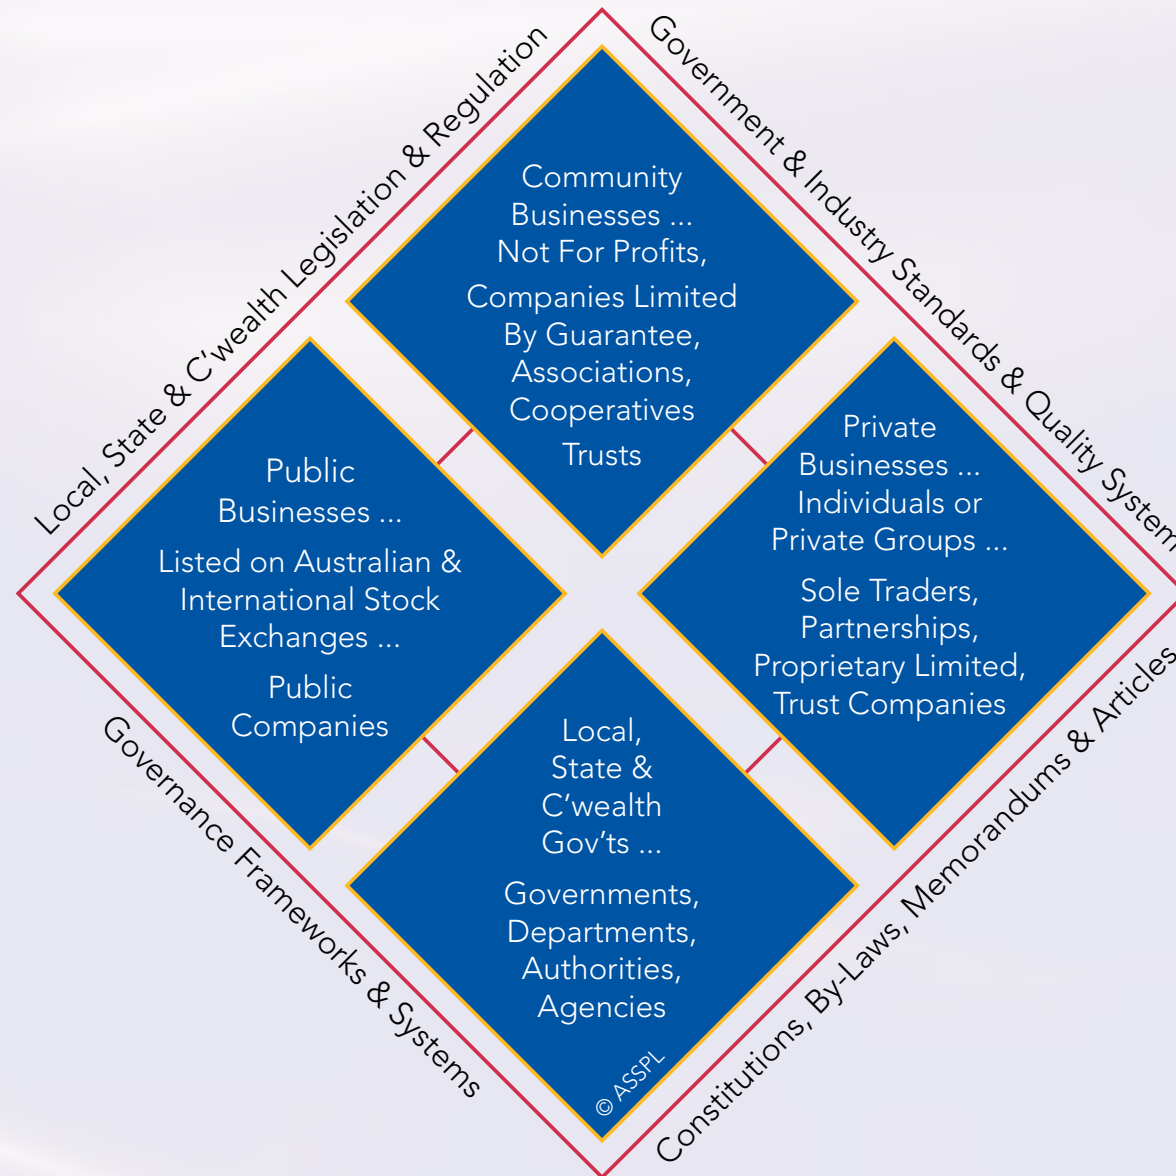 Local, State & C'wealth Legislation & Regulation
Government & Industry Standards & Quality System
Community
Businesses ...
Not For Profits,
Companies Limited
By Guarantee,
Associations,
Cooperatives
Trusts
Public
Businesses ...
Listed on Australian &
International Stock
Exchanges ...
Public
Companies
Private
Businesses ...
Individuals or
Private Groups ...
Sole Traders,
Partnerships,
Proprietary Limited,
Trust Companies
Local,
State &
C'wealth
Gov'ts ...
Governments,
Departments,
Authorities,
Agencies
© ASSPL
Governance Frameworks & Systems
Constitutions, By-Laws, Memorandums & Articles